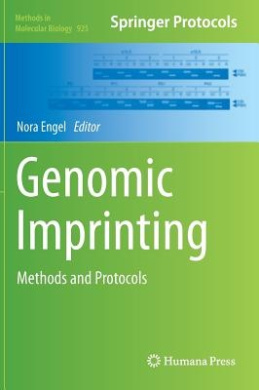 Methods in
Molecular Biology 925
Springer Protocols
Nora Engel Editor
Genomic
Imprinting
Methods and Protocols
Humana Press